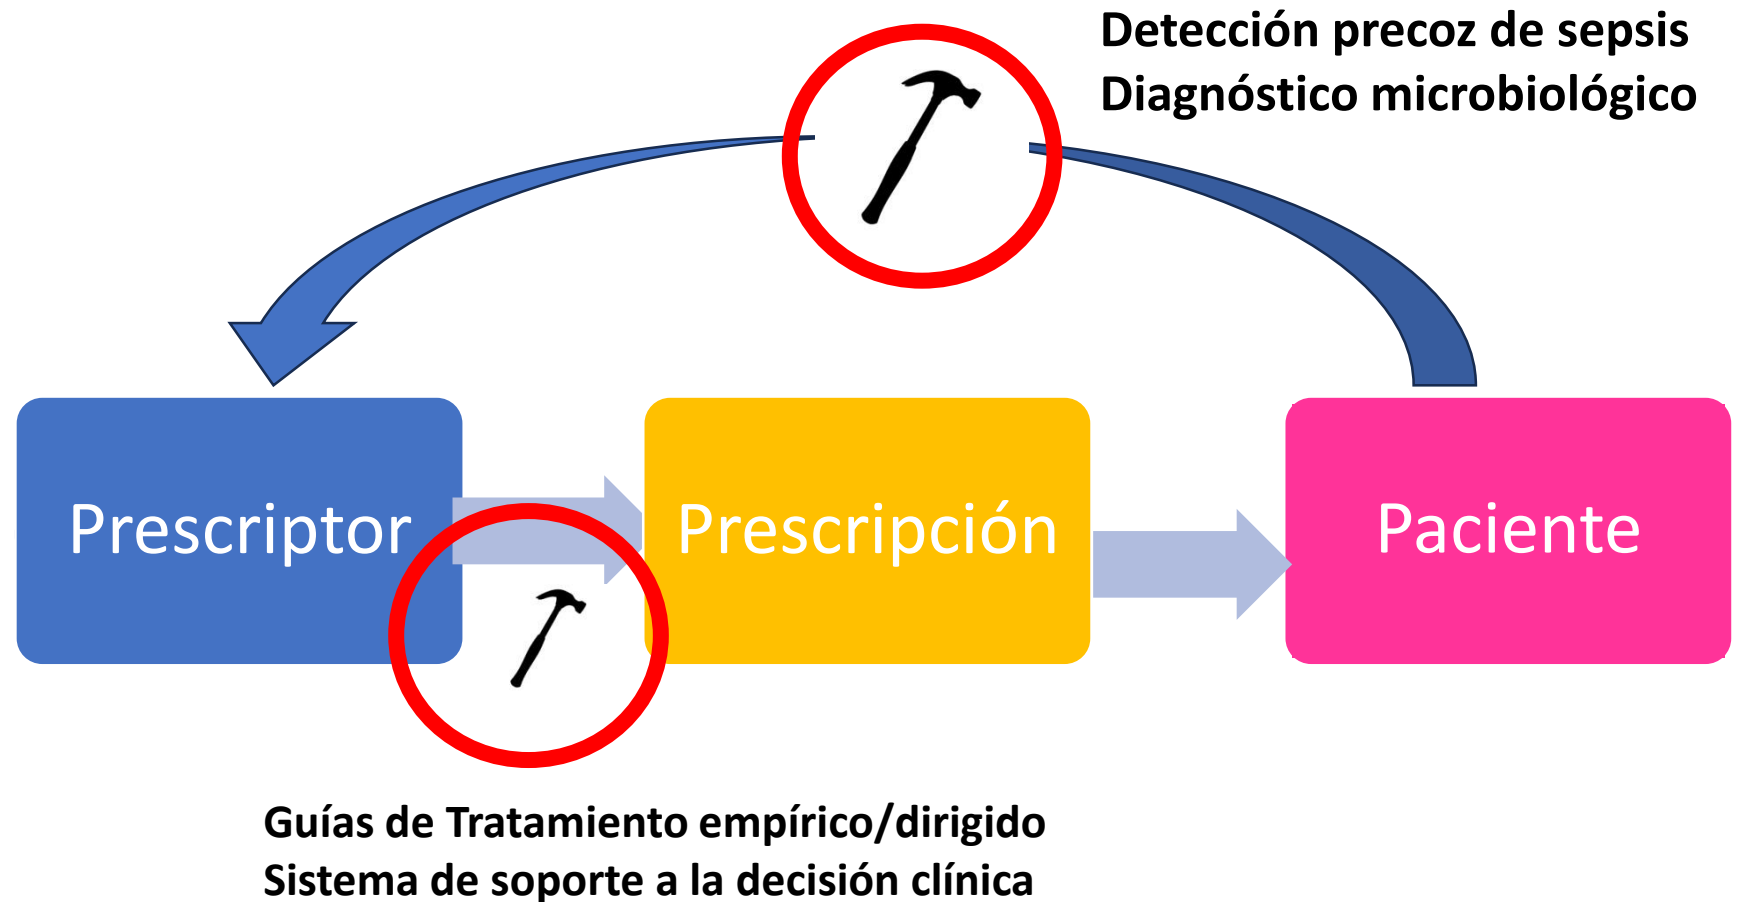 Detección precoz de sepsis
Diagnóstico microbiológico
Prescriptor
Prescripción
Paciente
Guías de Tratamiento empírico/dirigido
Sistema de soporte a la decisión clínica